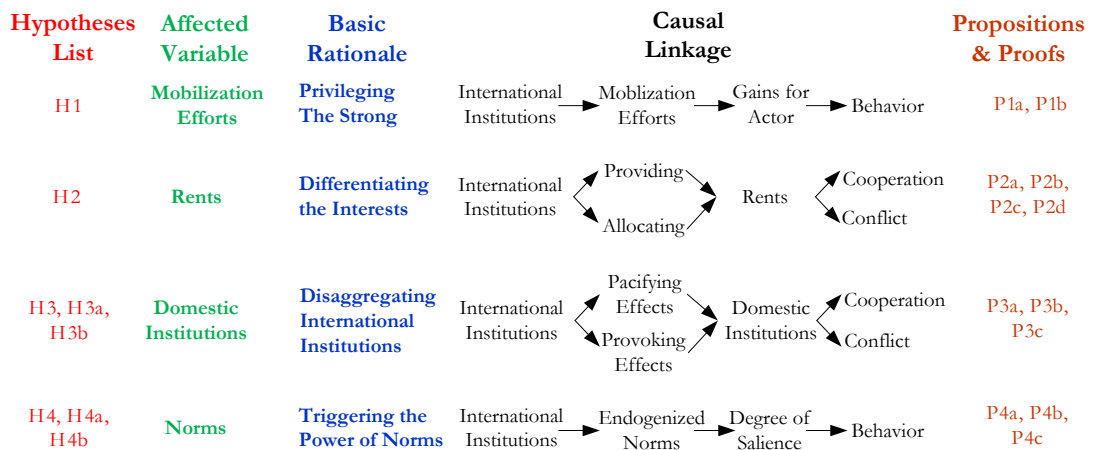 Hypotheses List
Affected Variable
Basic Rationale
Causal Linkage
Propositions & Proofs
H1
Mobilization Efforts
Privileging The Strong
International Institutions
Moblization Efforts
Gains for Actor
Behavior
P1a, P1b
H2
Rents
Differentiating the Interests
International Institutions
Providing
Allocating
Rents
Cooperation
Conflict
P2a, P2b,
P2c, P2d
H3, H3a,
H3b
Domestic Institutions
Disaggregating International Institutions
International Institutions
Pacifying Effects
Provoking Effects
Domestic Institutions
Cooperation
Conflict
P3a, P3b,
P3c
H4, H4a,
H4b
Norms
Triggering the Power of Norms
International Institutions
Endogenized Norms
Degree of Salience
Behavior
P4a, P4b,
P4c